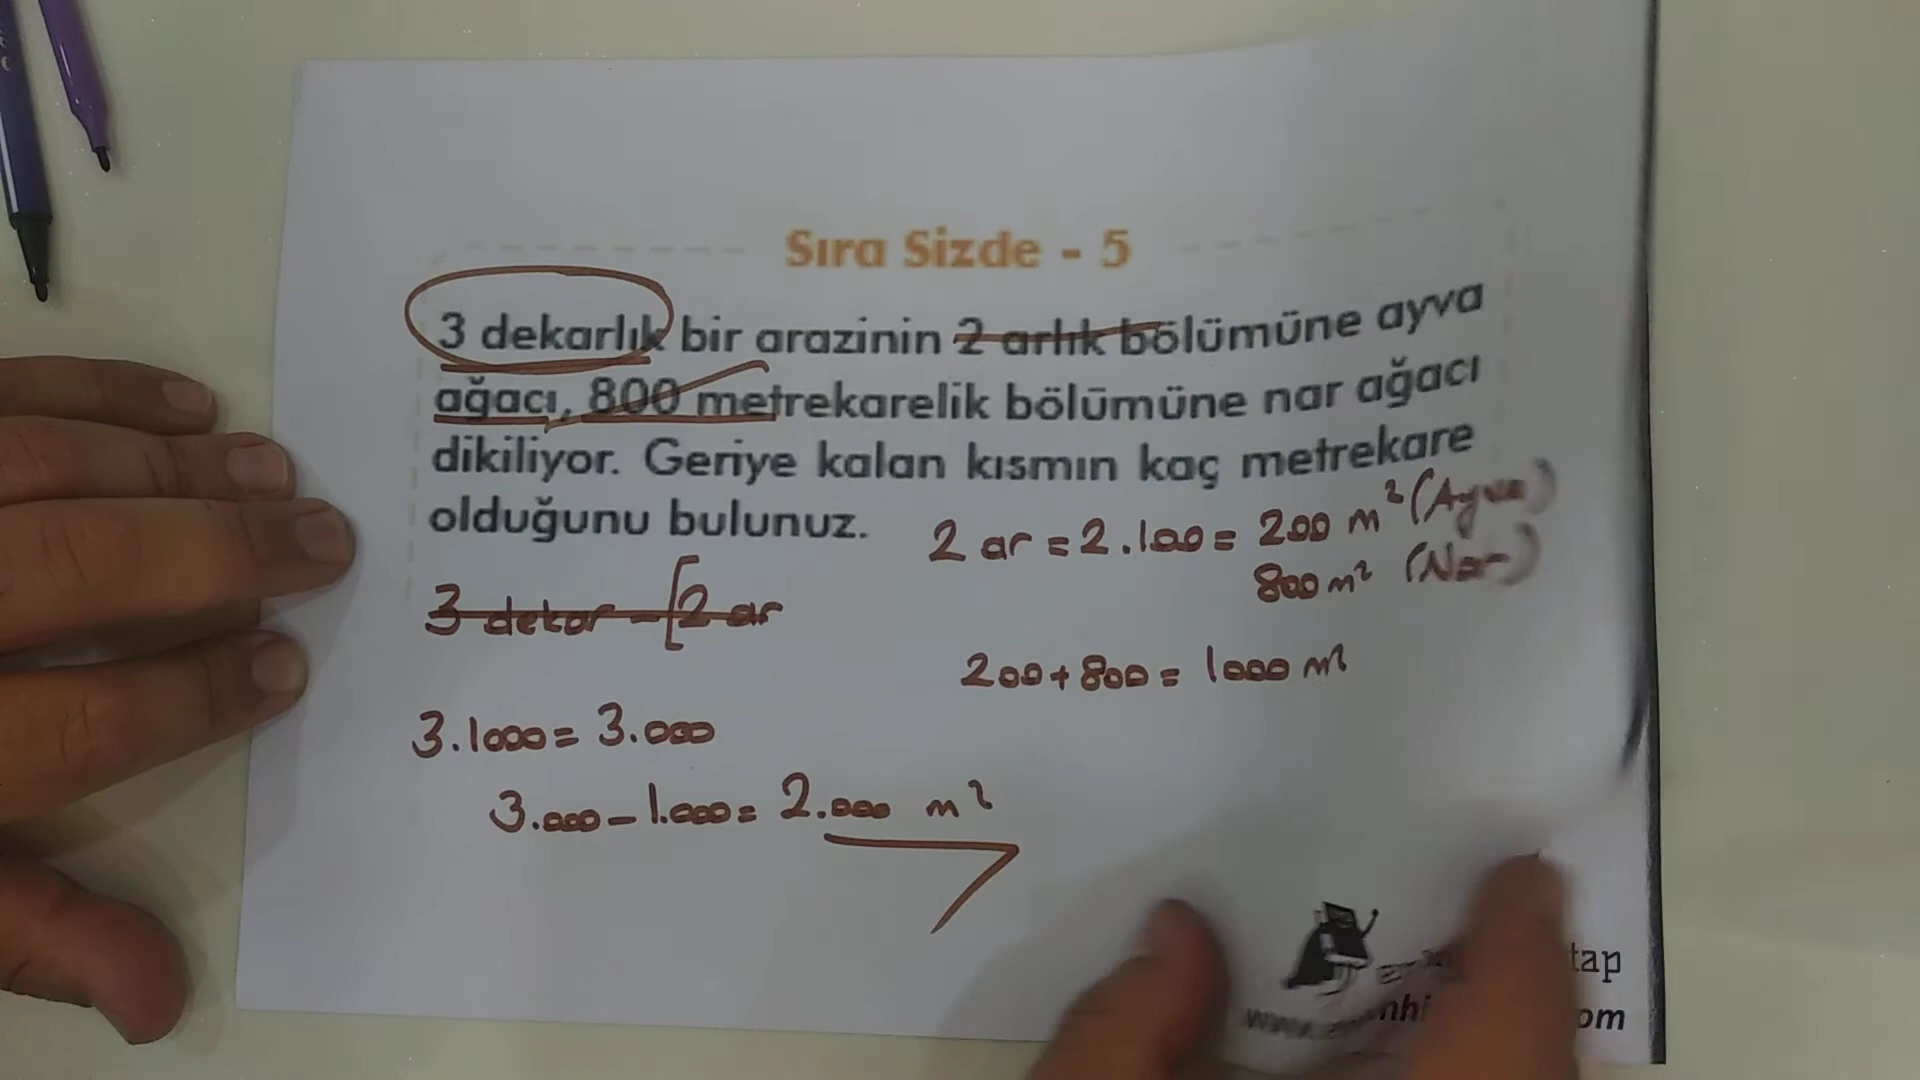 Sıra Sizde - 5
3 dekarlık bir arazinin 2 arlık bölümüne ayva
ağacı, 800 metrekarelik bölümüne nar ağacı
dikiliyor. Geriye kalan kısmın kaç metrekare
olduğunu bulunuz.
2 ar = 2.100 = 200 m² (Ayva)
800 m² (Nar)
3 dekar - [2 ar
200+800 = 1000 m²
3.1000 = 3.000
3.000 - 1.000 = 2.000 m²
tap
www.
om